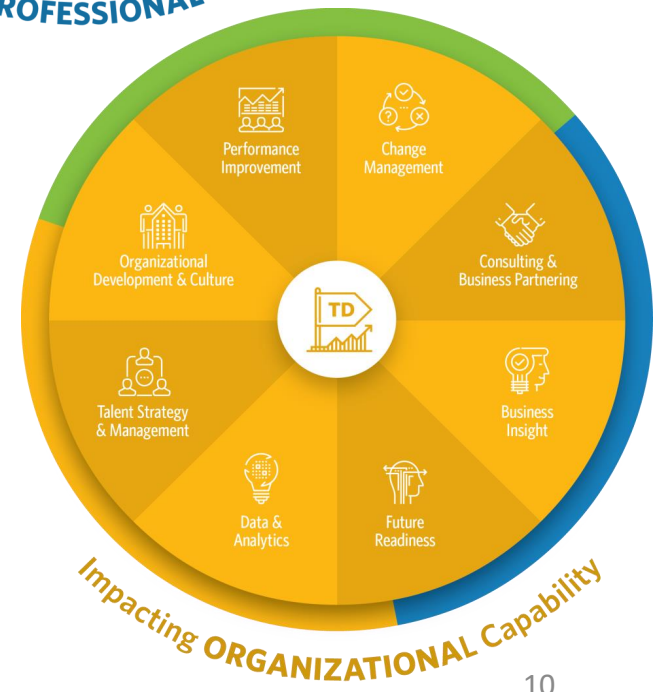 PROFESSIONAL
Performance
Improvement
Change
Management
Organizational
Development & Culture
Consulting &
Business Partnering
TD
Talent Strategy
& Management
Business
Insight
Data &
Analytics
Future
Readiness
Impacting ORGANIZATIONAL Capability
10